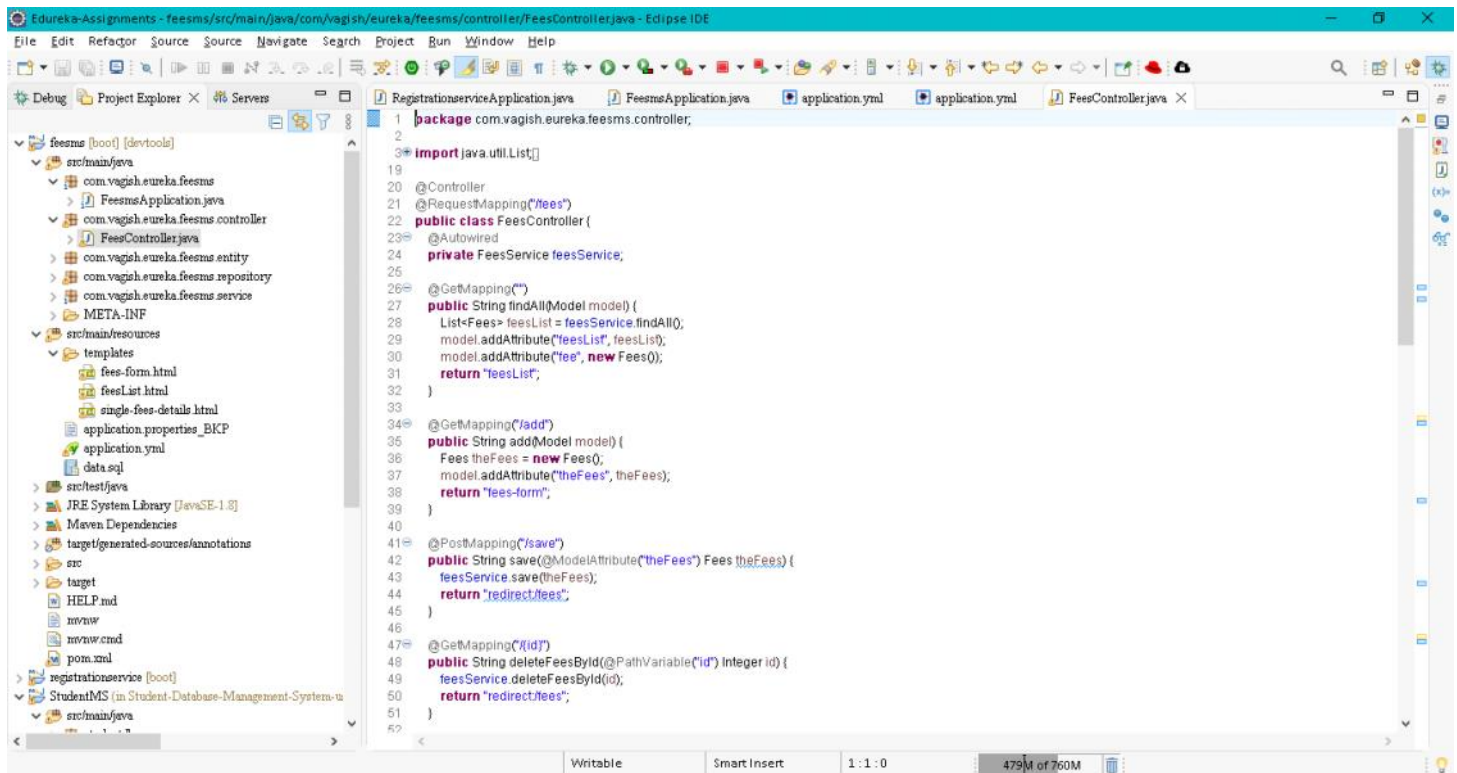 Edureka-Assignments - feesms/src/main/java/com/vagish/eureka/feesms/controller/FeesController.java - Eclipse IDE
File Edit Refactor Source Source Navigate Search Project Run Window Help
Debug Project Explorer Servers
RegistrationserviceApplication.java FeesmsApplication.java application.yml application.yml FeesController.java
feesms [boot] [devtools]
src/main/java
com.vagish.eureka.feesms
FeesmsApplication.java
com.vagish.eureka.feesms.controller
FeesController.java
com.vagish.eureka.feesms.entity
com.vagish.eureka.feesms.repository
com.vagish.eureka.feesms.service
META-INF
src/main/resources
templates
fees-form.html
feesList.html
single-fees-details.html
application.properties_BKP
application.yml
data.sql
src/test/java
JRE System Library [JavaSE-1.8]
Maven Dependencies
target/generated-sources/annotations
src
target
HELP.md
mvnw
mvnw.cmd
pom.xml
registrationservice [boot]
StudentMS (in Student-Database-Management-System-u
src/main/java
1 package com.vagish.eureka.feesms.controller;
2
3 import java.util.List;
19
20 @Controller
21 @RequestMapping("/fees")
22 public class FeesController {
23 @Autowired
24 private FeesService feesService;
25
26 @GetMapping("")
27 public String findAll(Model model) {
28 List<Fees> feesList = feesService.findAll();
29 model.addAttribute("feesList", feesList);
30 model.addAttribute("fee", new Fees());
31 return "feesList";
32 }
33
34 @GetMapping("/add")
35 public String add(Model model) {
36 Fees theFees = new Fees();
37 model.addAttribute("theFees", theFees);
38 return "fees-form";
39 }
40
41 @PostMapping("/save")
42 public String save(@ModelAttribute("theFees") Fees theFees) {
43 feesService.save(theFees);
44 return "redirect:/fees";
45 }
46
47 @GetMapping("/{id}")
48 public String deleteFeesById(@PathVariable("id") Integer id) {
49 feesService.deleteFeesById(id);
50 return "redirect:/fees";
51 }
52
Writable Smart Insert 1 : 1 : 0 479M of 760M